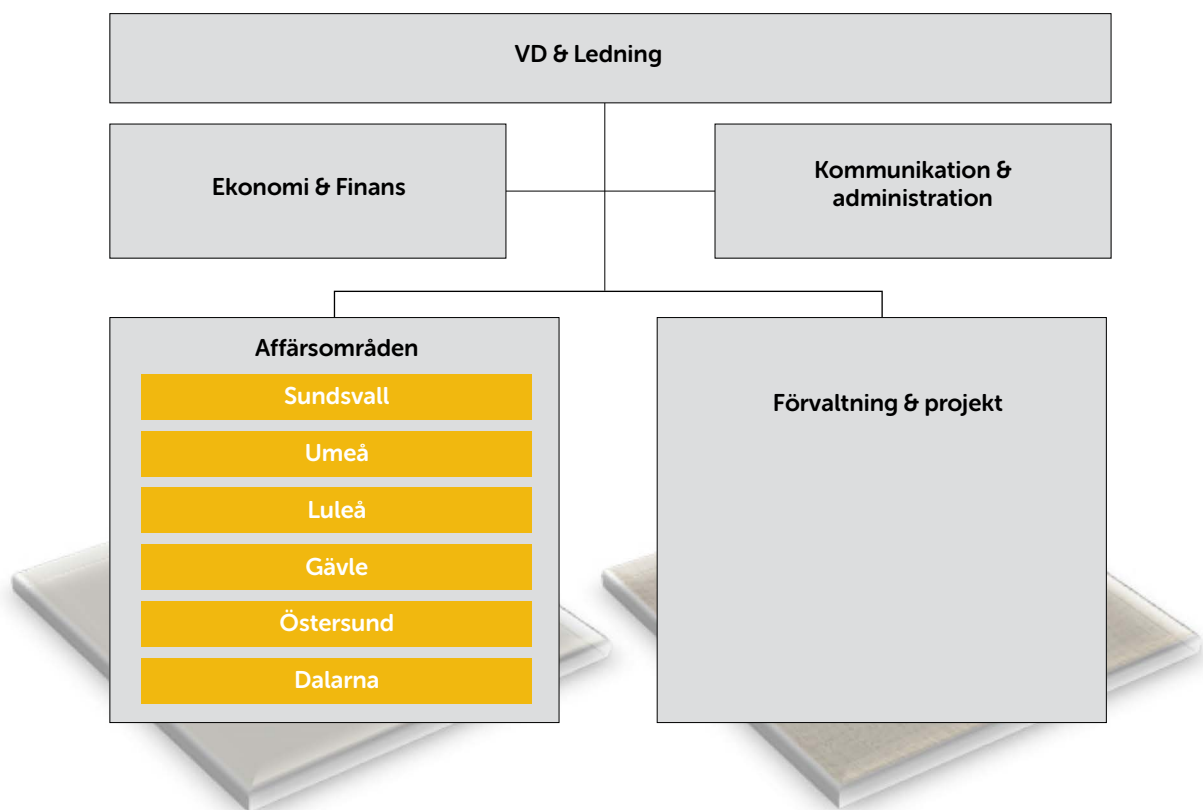 VD & Ledning
Ekonomi & Finans
Kommunikation &
administration
Affärsområden
Sundsvall
Umeå
Luleå
Gävle
Östersund
Dalarna
Förvaltning & projekt